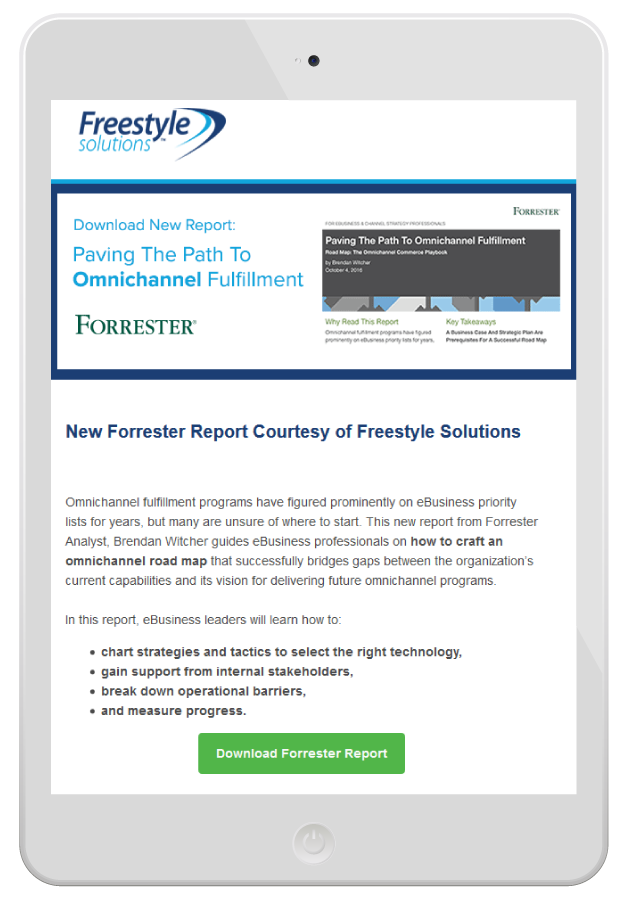 Freestyle
solutions™
Download New Report:
Paving The Path To
Omnichannel Fulfillment
FORRESTER®
FORRESTER®
FOR EBUSINESS & CHANNEL STRATEGY PROFESSIONALS
Paving The Path To Omnichannel Fulfillment
Road Map: The Omnichannel Commerce Playbook
by Brendan Witcher
October 4, 2016
Why Read This Report
Omnichannel fulfillment programs have figured
prominently on eBusiness priority lists for years,
Key Takeaways
A Business Case And Strategic Plan Are
Prerequisites For A Successful Road Map
New Forrester Report Courtesy of Freestyle Solutions
Omnichannel fulfillment programs have figured prominently on eBusiness priority
lists for years, but many are unsure of where to start. This new report from Forrester
Analyst, Brendan Witcher guides eBusiness professionals on how to craft an
omnichannel road map that successfully bridges gaps between the organization's
current capabilities and its vision for delivering future omnichannel programs.
In this report, eBusiness leaders will learn how to:
• chart strategies and tactics to select the right technology,
• gain support from internal stakeholders,
• break down operational barriers,
• and measure progress.
Download Forrester Report